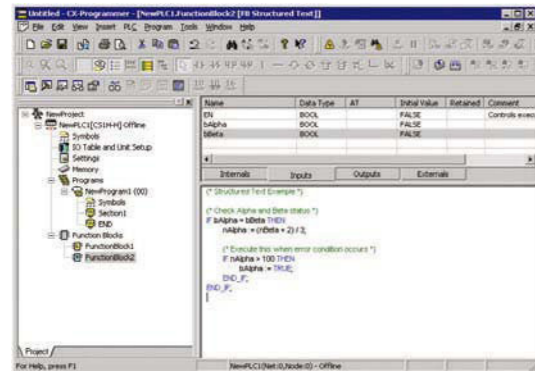 Untitled - CX-Programmer - [NewPLC1.FunctionBlock2 [FB Structured Text]]
File Edit View Insert PLC Program Tools Window Help
NewProject
NewPLC1[CS1H-H] Offline
Symbols
IO Table and Unit Setup
Settings
Memory
Programs
NewProgram1 (00)
Symbols
Section1
END
Function Blocks
FunctionBlock1
FunctionBlock2
Project
Name Data Type AT Initial Value Retained Comment
EN BOOL FALSE Controls exec
bAlpha BOOL FALSE
bBeta BOOL FALSE
Internals Inputs Outputs Externals
(* Structured Text Example *)
(* Check Alpha and Beta status *)
IF bAlpha = bBeta THEN
nAlpha := (nBeta + 2) / 3;
(* Execute this when error condition occurs *)
IF nAlpha > 100 THEN
bAlpha := TRUE;
END_IF;
END_IF;
For Help, press F1
NewPLC1(Net:0,Node:0) - Offline